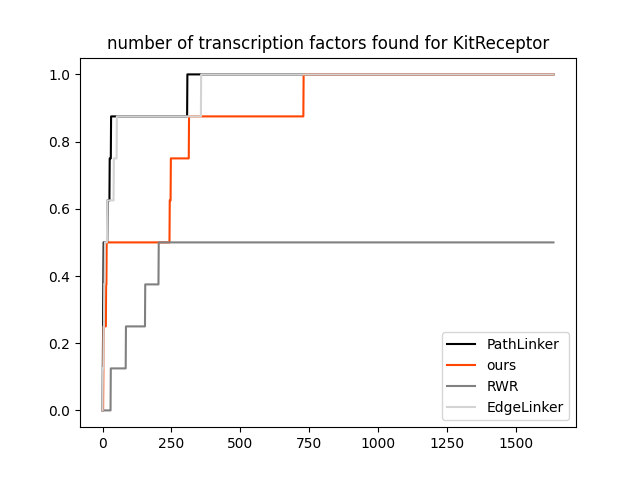 number of transcription factors found for KitReceptor
1.0
0.8
0.6
0.4
0.2
0.0
PathLinker
ours
RWR
EdgeLinker
0 250 500 750 1000 1250 1500